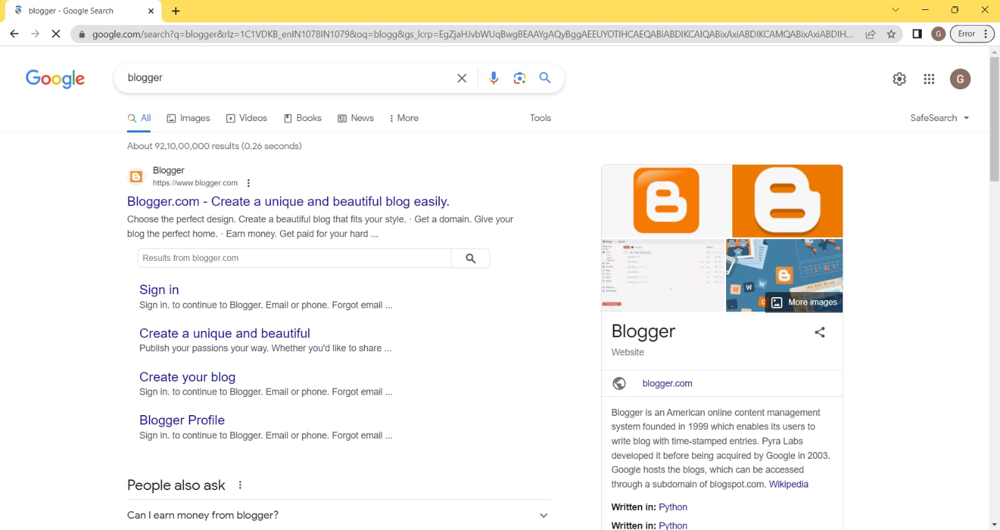 blogger - Google Search
google.com/search?q=blogger&rlz=1C1VDKB_enIN1078IN1079&oq=blogg&gs_lcrp=EgZjaHJvbWUqBwgBEAAYgAQyBggAEEUYOTIHCAEQABiABDIKCAIQABixAxiABDIKCAMQABixAxiABDIH...
G
Error
Google
blogger
G
All
Images
Videos
Books
News
More
Tools
SafeSearch
About 92,10,00,000 results (0.26 seconds)
Blogger
https://www.blogger.com
Blogger.com - Create a unique and beautiful blog easily.
Choose the perfect design. Create a beautiful blog that fits your style. · Get a domain. Give your
blog the perfect home. · Earn money. Get paid for your hard ...
Results from blogger.com
Sign in
Sign in. to continue to Blogger. Email or phone. Forgot email ...
Create a unique and beautiful
Publish your passions your way. Whether you'd like to share ...
Create your blog
Sign in. to continue to Blogger. Email or phone. Forgot email ...
Blogger Profile
Sign in. to continue to Blogger. Email or phone. Forgot email ...
People also ask
Can I earn money from blogger?
More images
Blogger
Website
blogger.com
Blogger is an American online content management
system founded in 1999 which enables its users to
write blog with time-stamped entries. Pyra Labs
developed it before being acquired by Google in 2003.
Google hosts the blogs, which can be accessed
through a subdomain of blogspot.com. Wikipedia
Written in: Python
Written in: Python